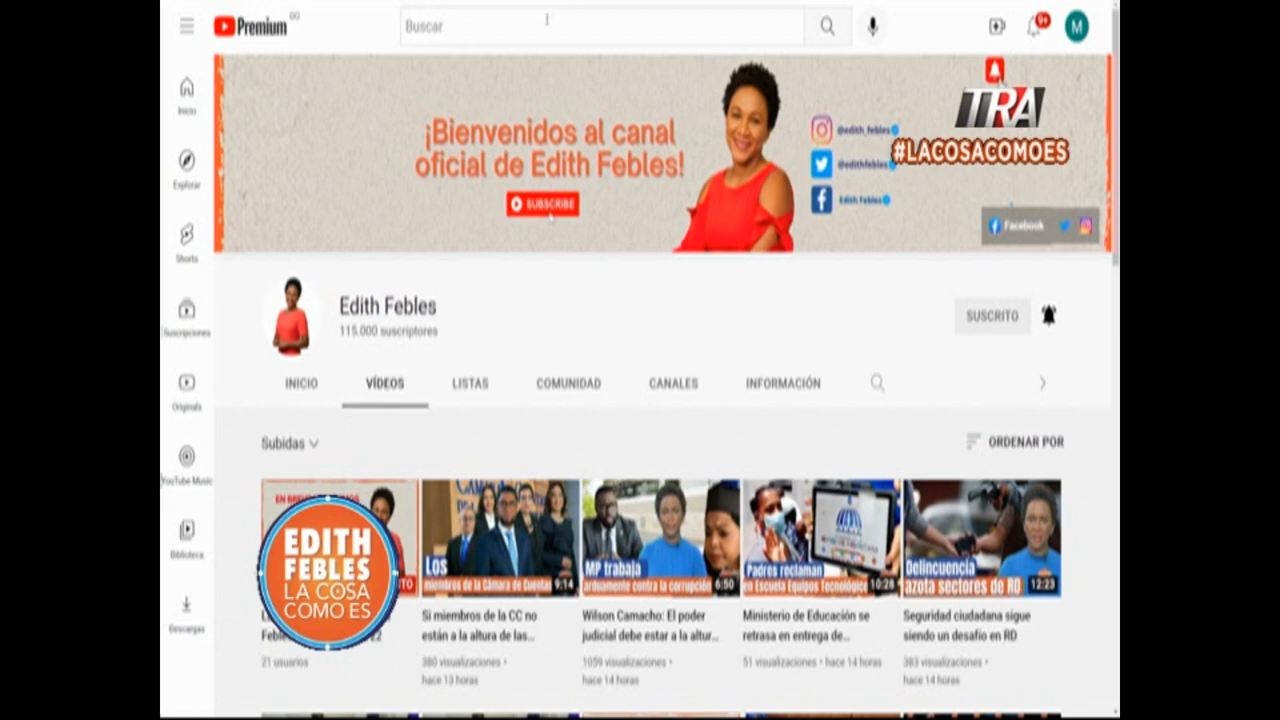 Premium
DO
Buscar
9+
M
Inicio
Explorar
Shorts
Suscripciones
Originals
YouTube Music
Biblioteca
Descargas
¡Bienvenidos al canal
oficial de Edith Febles!
SUBSCRIBE
@edith_febles
@edithfebles
Edith Febles
TRA
#LACOSACOMOES
Facebook
Edith Febles
115.000 suscriptores
SUSCRITO
INICIO VÍDEOS LISTAS COMUNIDAD CANALES INFORMACIÓN
Subidas
ORDENAR POR
EDITH
FEBLES
LA COSA
COMO ES
21 usuarios
Los
miembros de la Cámara de Cuentas
9:14
Si miembros de la CC no
están a la altura de las...
380 visualizaciones •
hace 13 horas
MP trabaja
arduamente contra la corrupción
6:50
Wilson Camacho: El poder
judicial debe estar a la altur...
1059 visualizaciones •
hace 14 horas
Padres reclaman
en Escuela Equipos Tecnológico
10:28
Ministerio de Educación se
retrasa en entrega de...
51 visualizaciones • hace 14 horas
Delincuencia
azota sectores de RD
12:23
Seguridad ciudadana sigue
siendo un desafío en RD
383 visualizaciones •
hace 14 horas